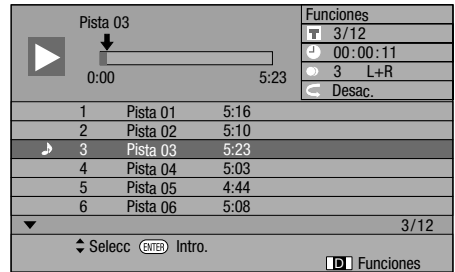 Pista 03
0:00 5:23
Funciones
T 3/12
00:00:11
3 L+R
Desac.
1 Pista 01 5:16
2 Pista 02 5:10
3 Pista 03 5:23
4 Pista 04 5:03
5 Pista 05 4:44
6 Pista 06 5:08
3/12
Selecc ENTER Intro.
D Funciones